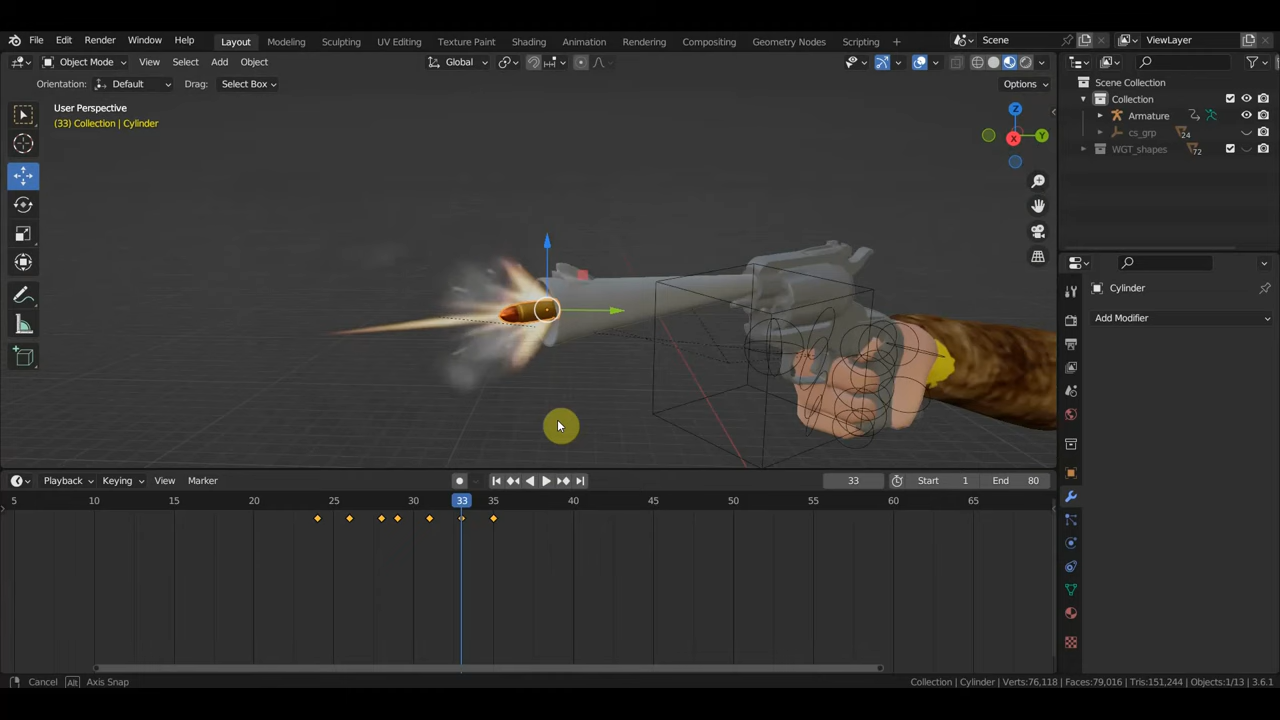 File Edit Render Window Help Layout Modeling Sculpting UV Editing Texture Paint Shading Animation Rendering Compositing Geometry Nodes Scripting + Scene ViewLayer
Object Mode View Select Add Object Global
Orientation: Default Drag: Select Box Options
User Perspective
(33) Collection | Cylinder
Z
Y
X
Scene Collection
Collection
Armature
cs_grp 24
WGT_shapes 72
Cylinder
Add Modifier
Playback Keying View Marker 33 Start 1 End 80
5 10 15 20 25 30 33 35 40 45 50 55 60 65
Cancel Alt Axis Snap Collection | Cylinder | Verts:76,118 | Faces:79,016 | Tris:151,244 | Objects:1/13 | 3.6.1